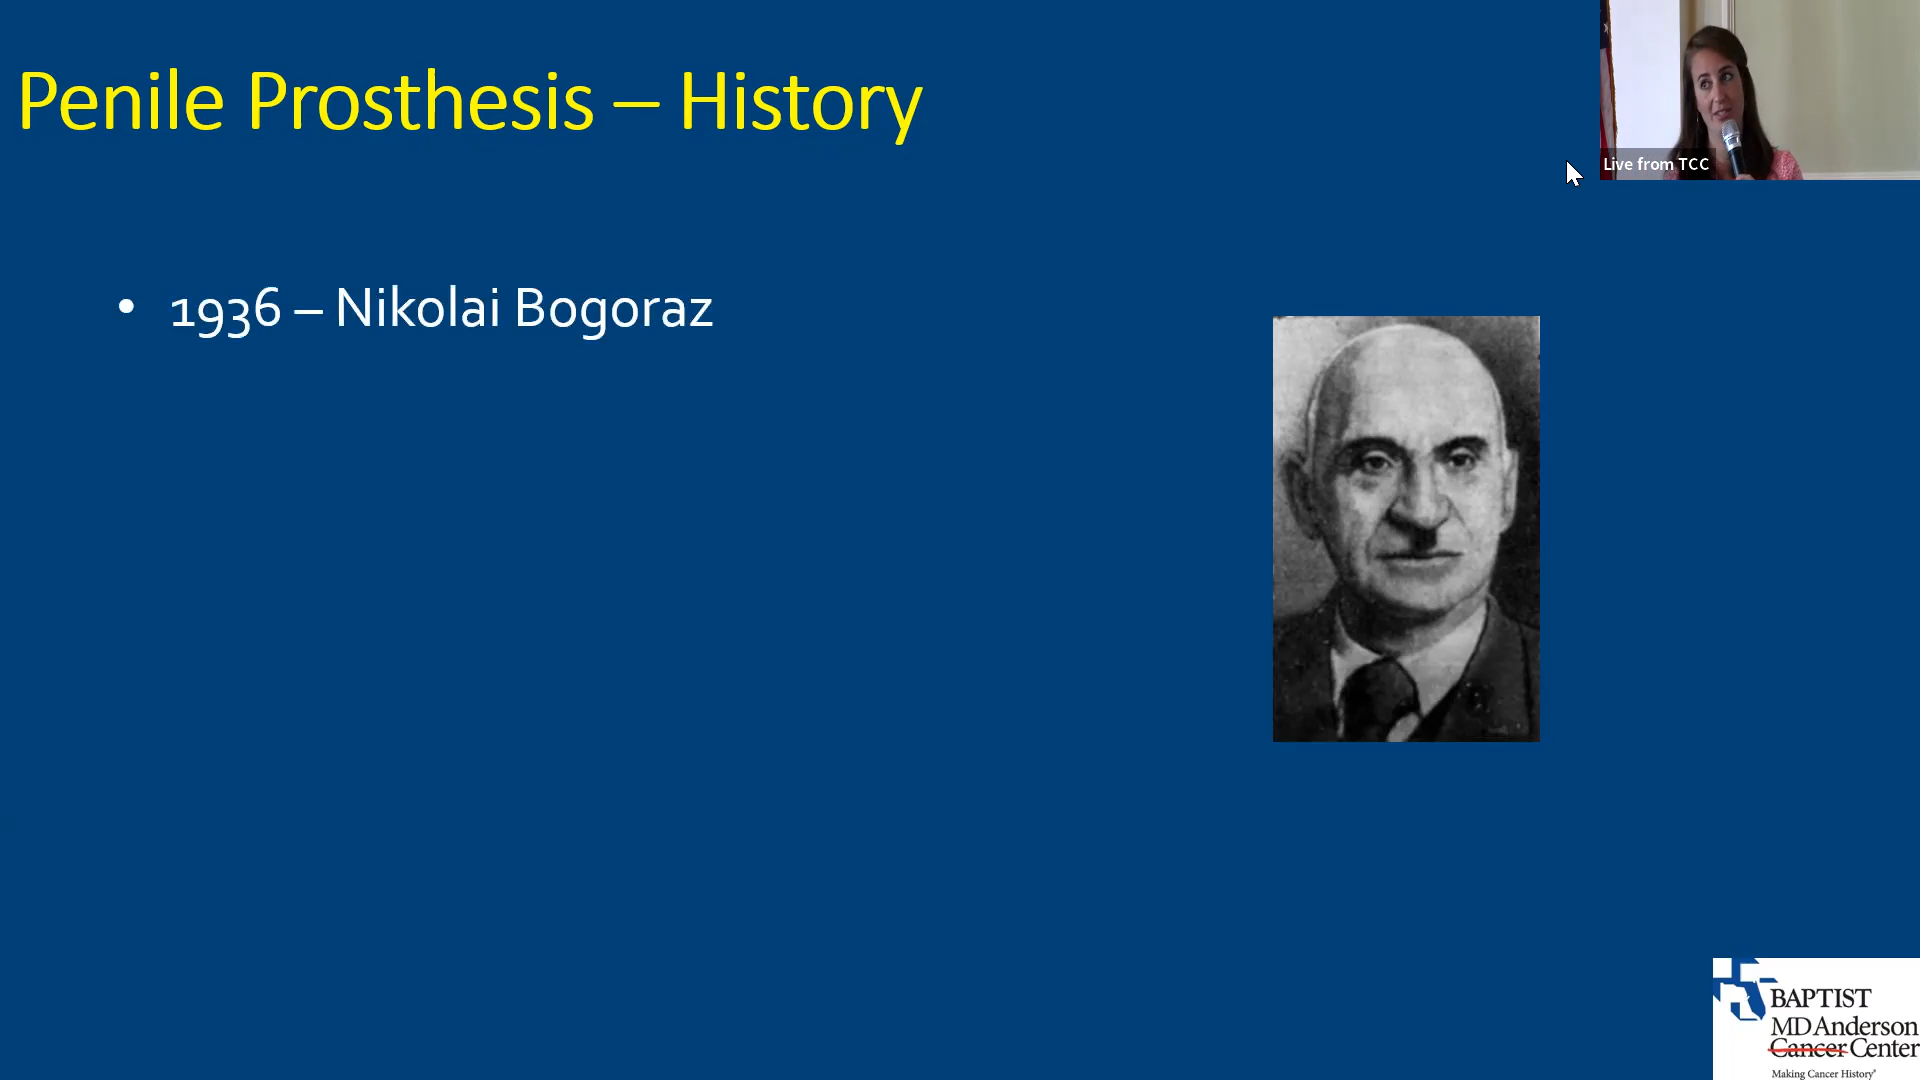 Penile Prosthesis – History
Live from TCC
• 1936 – Nikolai Bogoraz
BAPTIST
MD Anderson
Cancer Center
Making Cancer History®